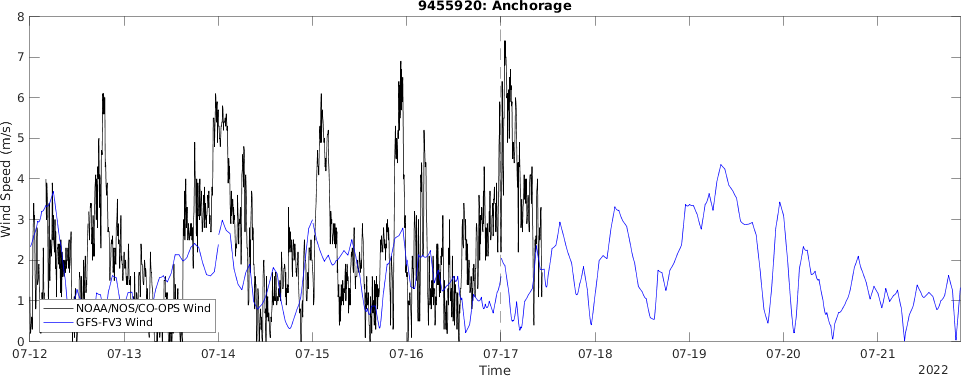 9455920: Anchorage
8
7
6
5
4
3
2
1
0
Wind Speed (m/s)
NOAA/NOS/CO-OPS Wind
GFS-FV3 Wind
07-12 07-13 07-14 07-15 07-16 07-17 07-18 07-19 07-20 07-21
Time
2022